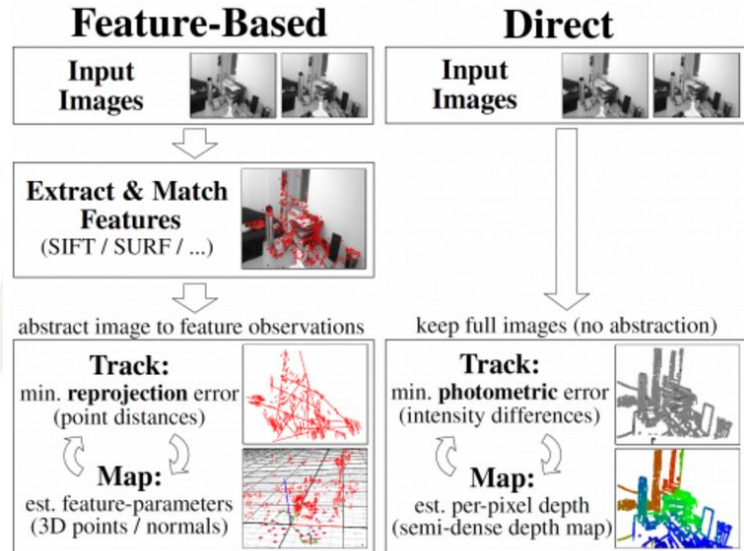 Feature-Based
Input
Images
Extract & Match
Features
(SIFT / SURF / ...)
abstract image to feature observations
Track:
min. reprojection error
(point distances)
Map:
est. feature-parameters
(3D points / normals)
Direct
Input
Images
keep full images (no abstraction)
Track:
min. photometric error
(intensity differences)
Map:
est. per-pixel depth
(semi-dense depth map)